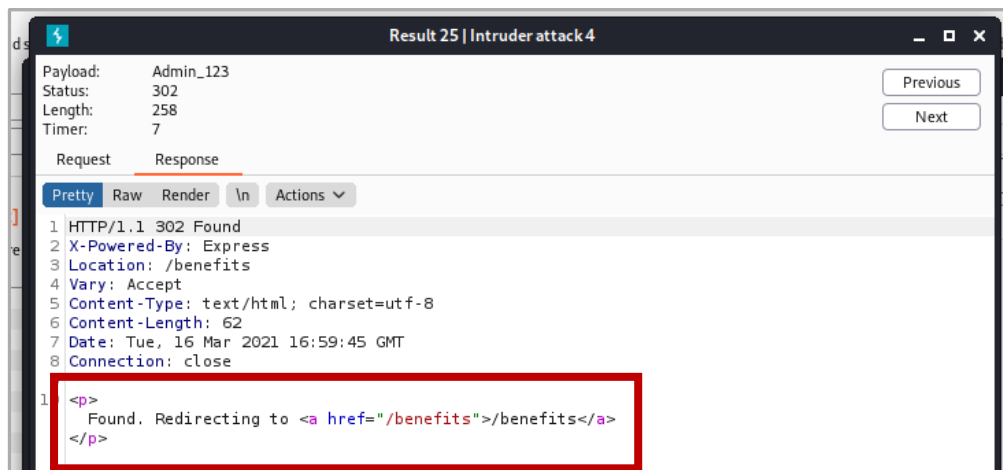 ds
Result 25 | Intruder attack 4
Payload: Admin_123
Status: 302
Length: 258
Timer: 7
Previous
Next
Request Response
Pretty Raw Render \n Actions
]
re
1 HTTP/1.1 302 Found
2 X-Powered-By: Express
3 Location: /benefits
4 Vary: Accept
5 Content-Type: text/html; charset=utf-8
6 Content-Length: 62
7 Date: Tue, 16 Mar 2021 16:59:45 GMT
8 Connection: close
1 <p>
Found. Redirecting to <a href="/benefits">/benefits</a>
</p>